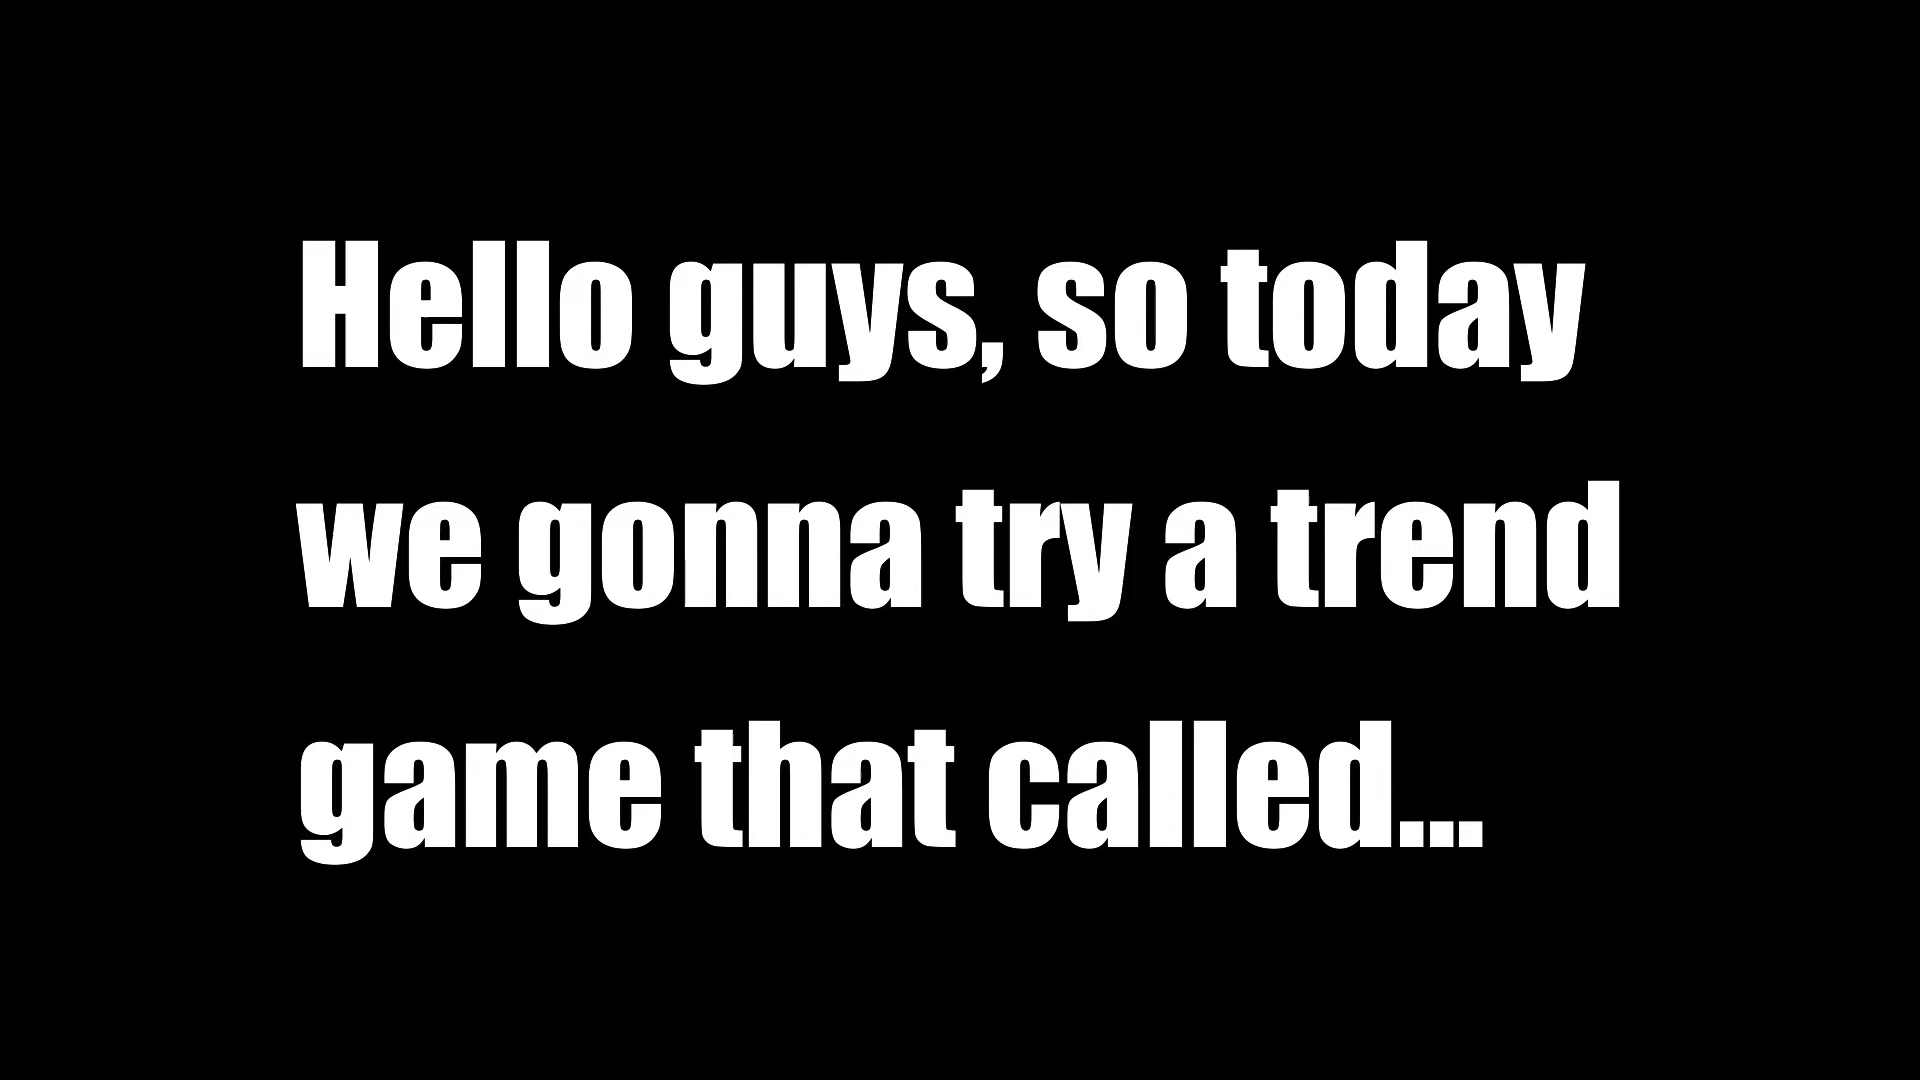 Hello guys, so today
we gonna try a trend
game that called...